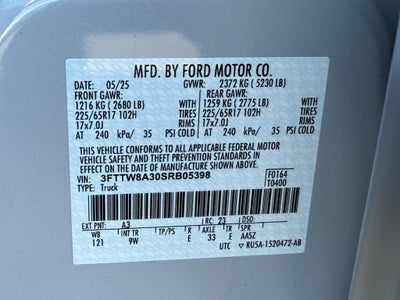 MFD. BY FORD MOTOR CO.
DATE: 05/25 GVWR: 2372 KG ( 5230 LB)
FRONT GAWR: REAR GAWR:
1216 KG ( 2680 LB) WITH 1259 KG ( 2775 LB) WITH
225/65R17 102H TIRES 225/65R17 102H TIRES
17x7.0J RIMS 17x7.0J RIMS
AT 240 kPa/ 35 PSI COLD AT 240 kPa/ 35 PSI COLD
THIS VEHICLE CONFORMS TO ALL APPLICABLE FEDERAL MOTOR
VEHICLE SAFETY, BUMPER, AND THEFT PREVENTION STANDARDS IN
EFFECT ON THE DATE OF MANUFACTURE SHOWN ABOVE.
VIN: 3FTTW8A30SRB05398 F0164
TYPE: Truck T0400
EXT PNT: A3 RC: 23 DSO:
WB INT TR TP/PS R AXLE TR SPR
121 9W E 33 E AASZ
UTC ▼ RU5A-1520472-AB